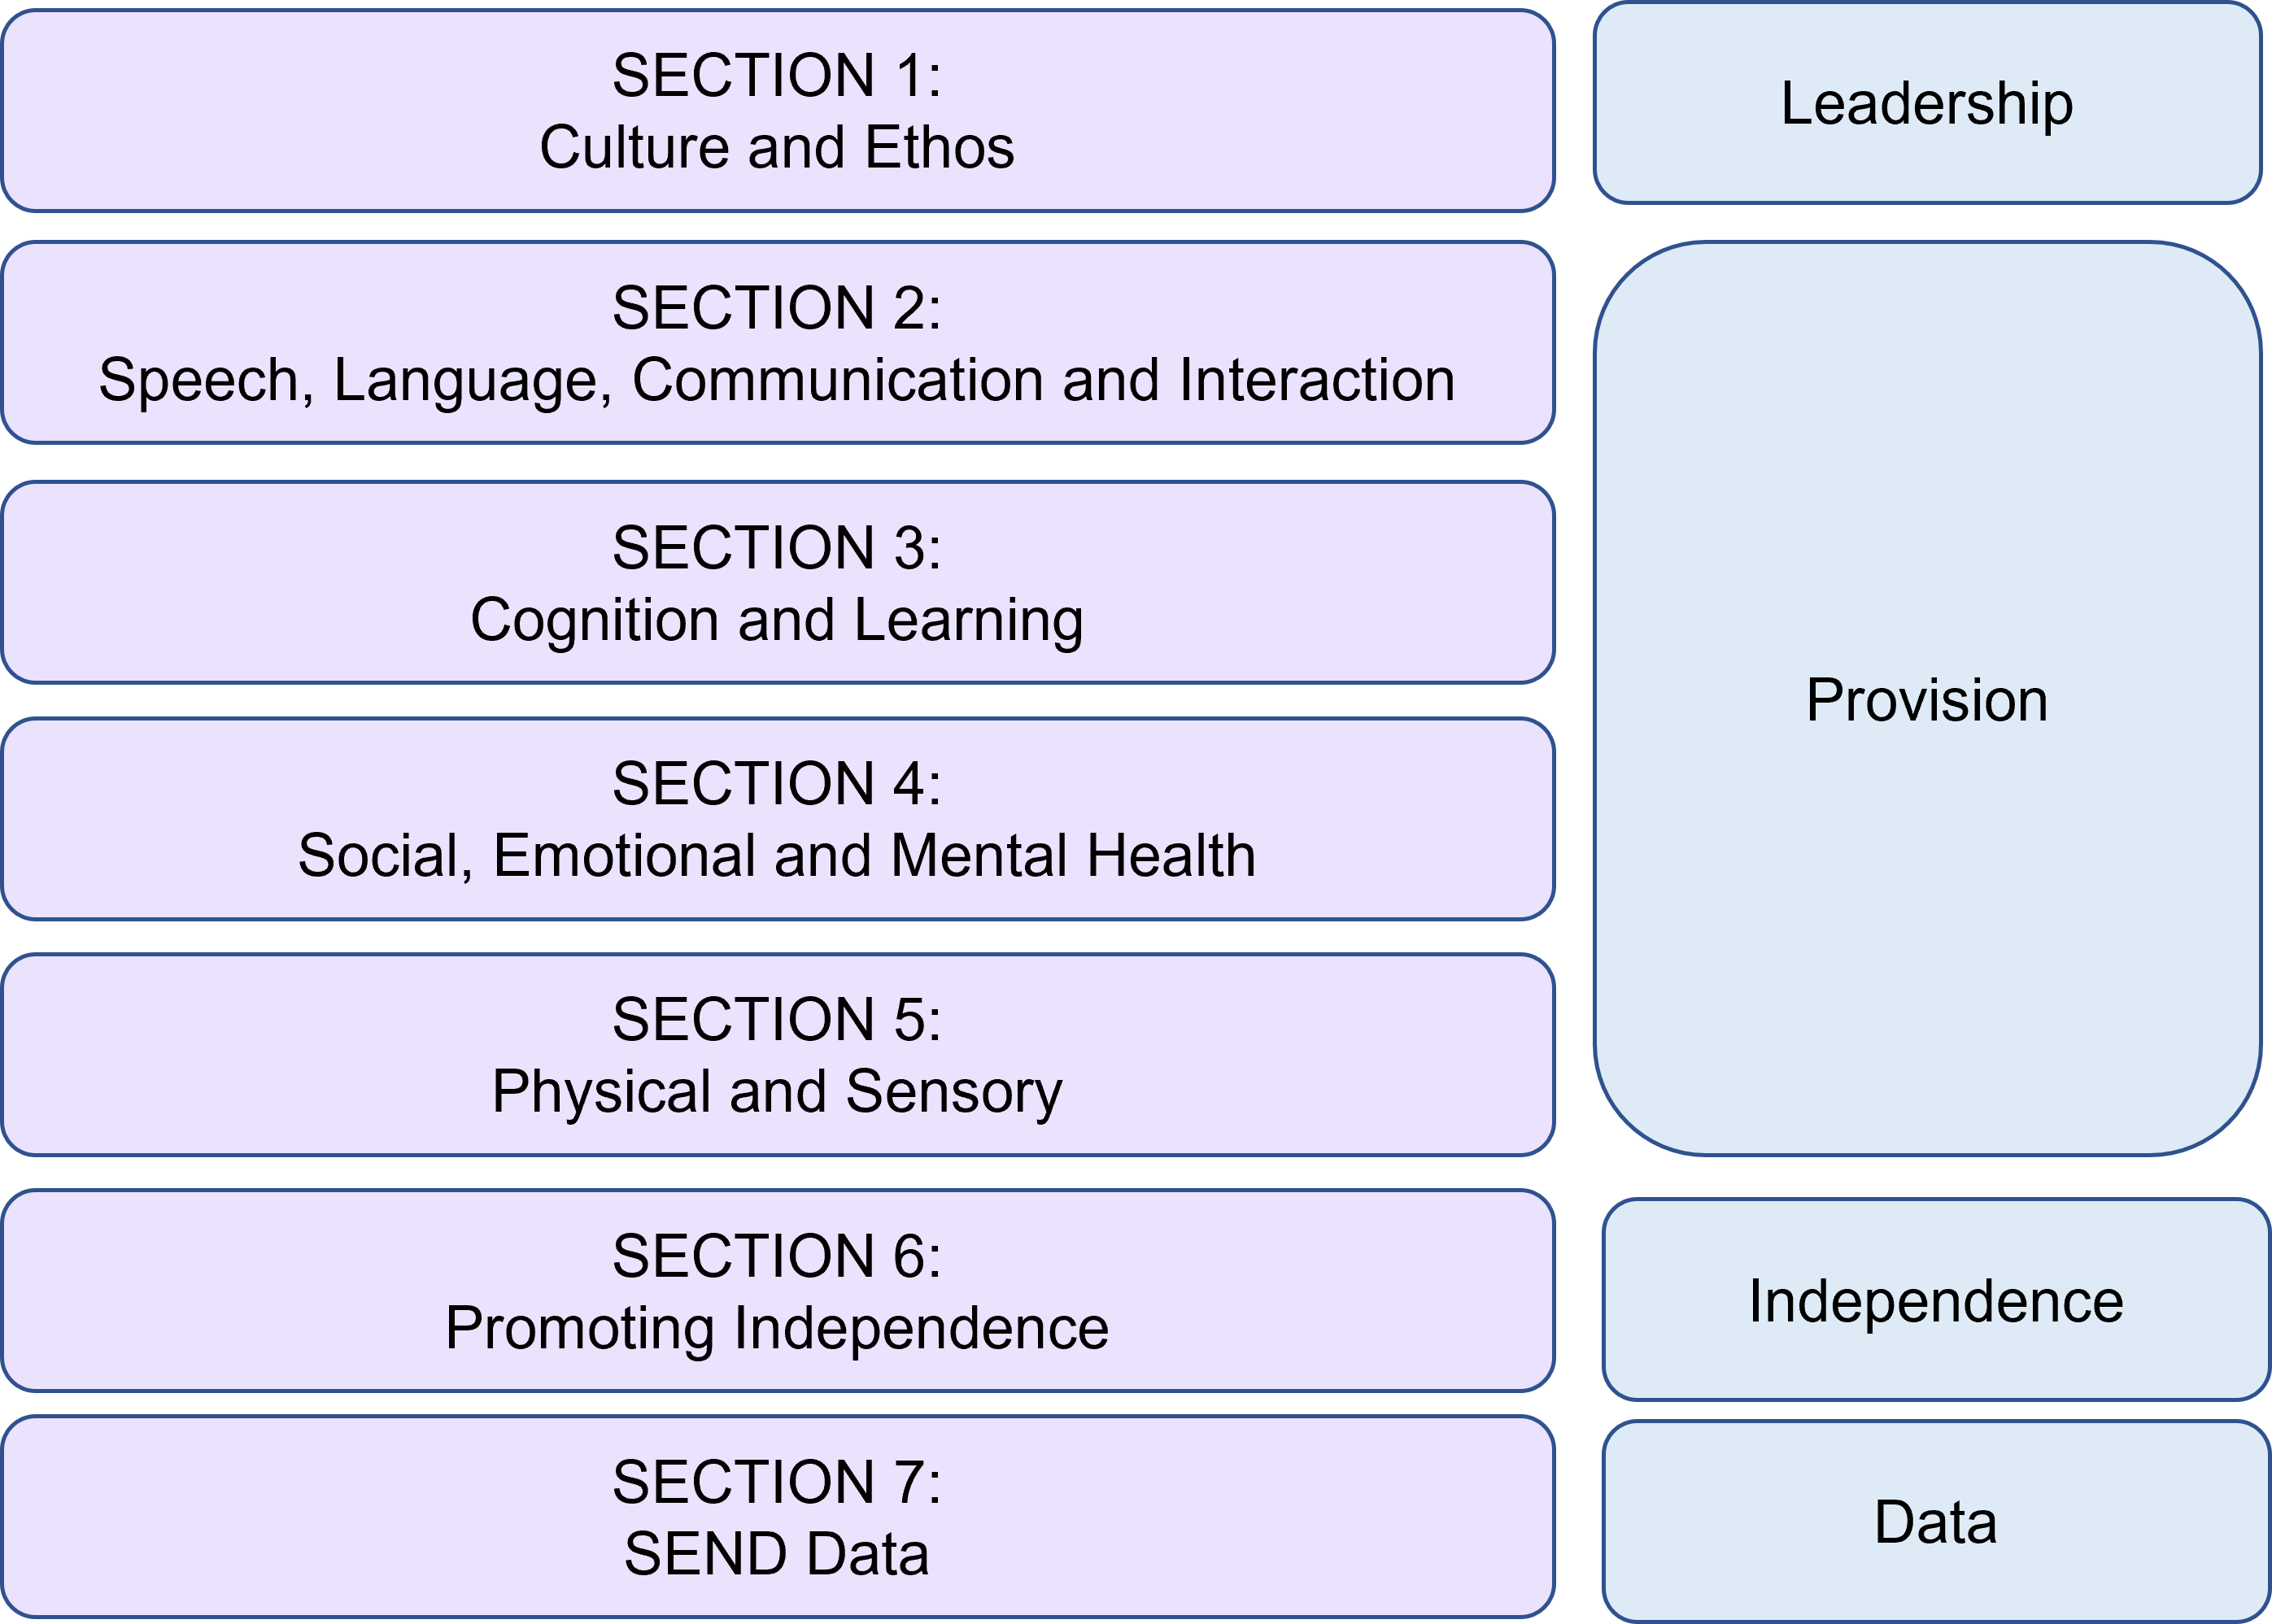 SECTION 1:
Culture and Ethos
Leadership
SECTION 2:
Speech, Language, Communication and Interaction
SECTION 3:
Cognition and Learning
SECTION 4:
Social, Emotional and Mental Health
SECTION 5:
Physical and Sensory
Provision
SECTION 6:
Promoting Independence
Independence
SECTION 7:
SEND Data
Data